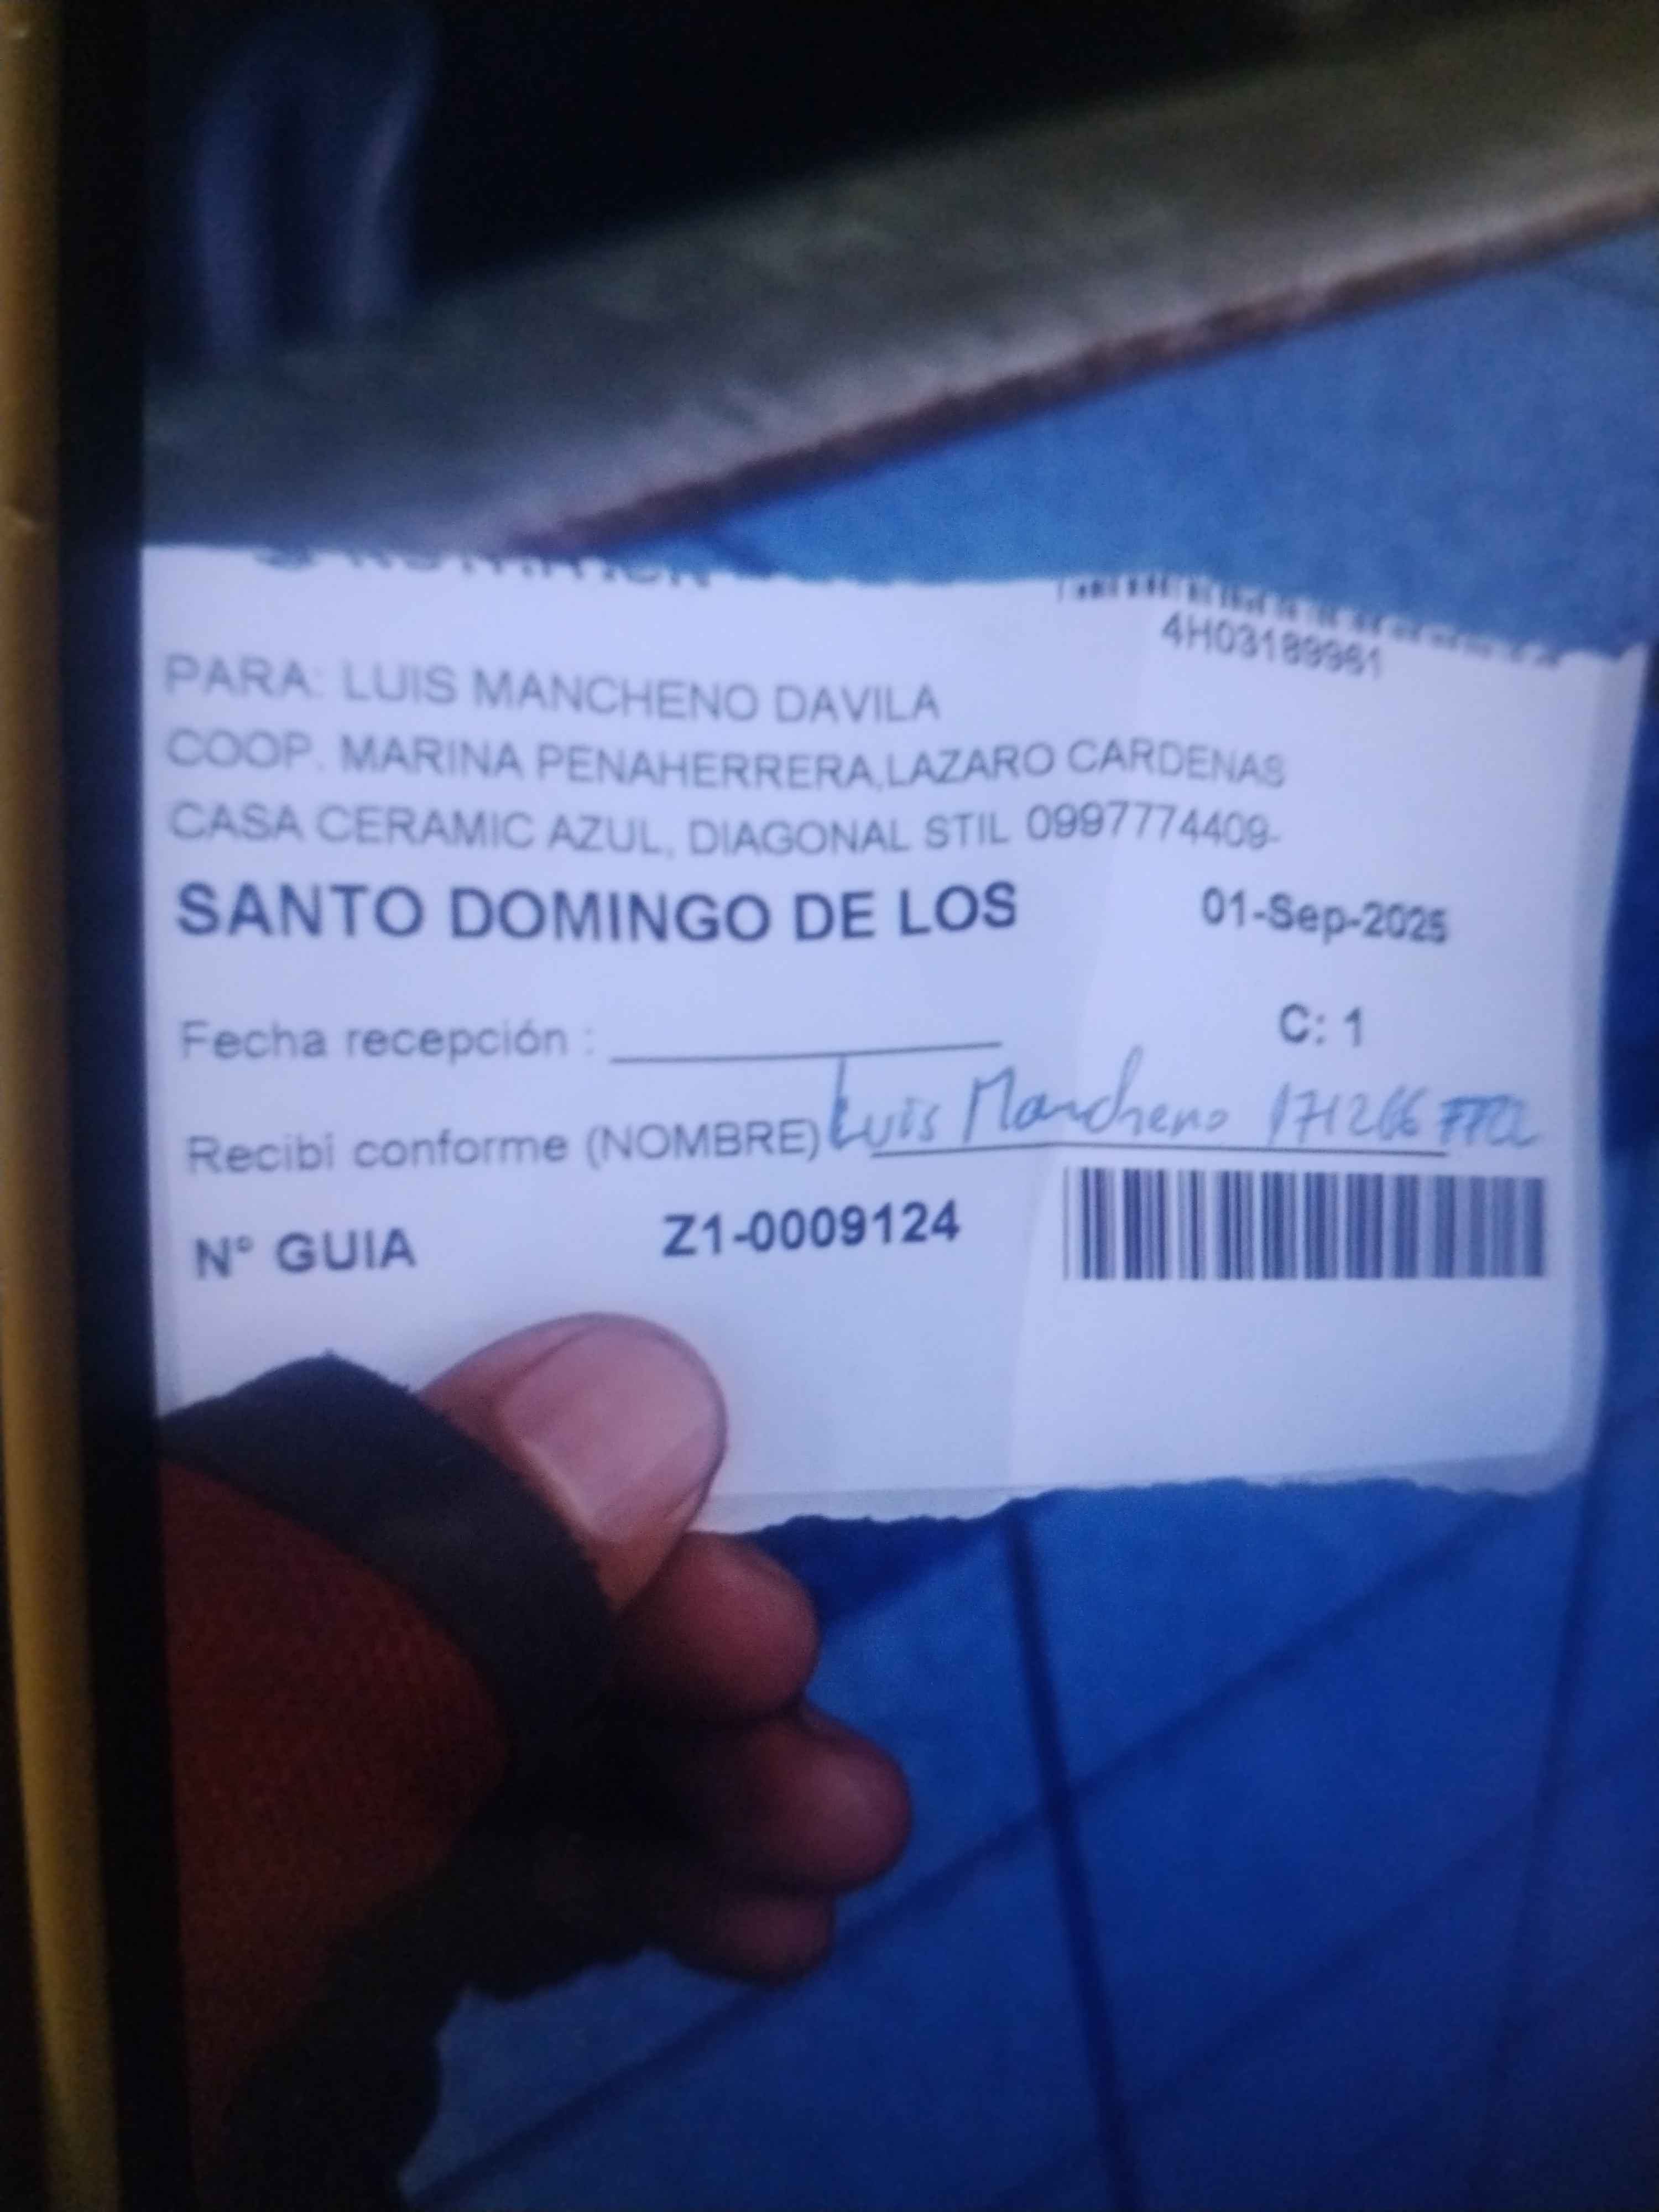 4H03189961
PARA: LUIS MANCHENO DAVILA
COOP. MARINA PENAHERRERA,LAZARO CARDENAS
CASA CERAMIC AZUL, DIAGONAL STIL 0997774409-
SANTO DOMINGO DE LOS
01-Sep-2025
Fecha recepción :
C: 1
Recibi conforme (NOMBRE) Luis Mancheno
N° GUIA Z1-0009124